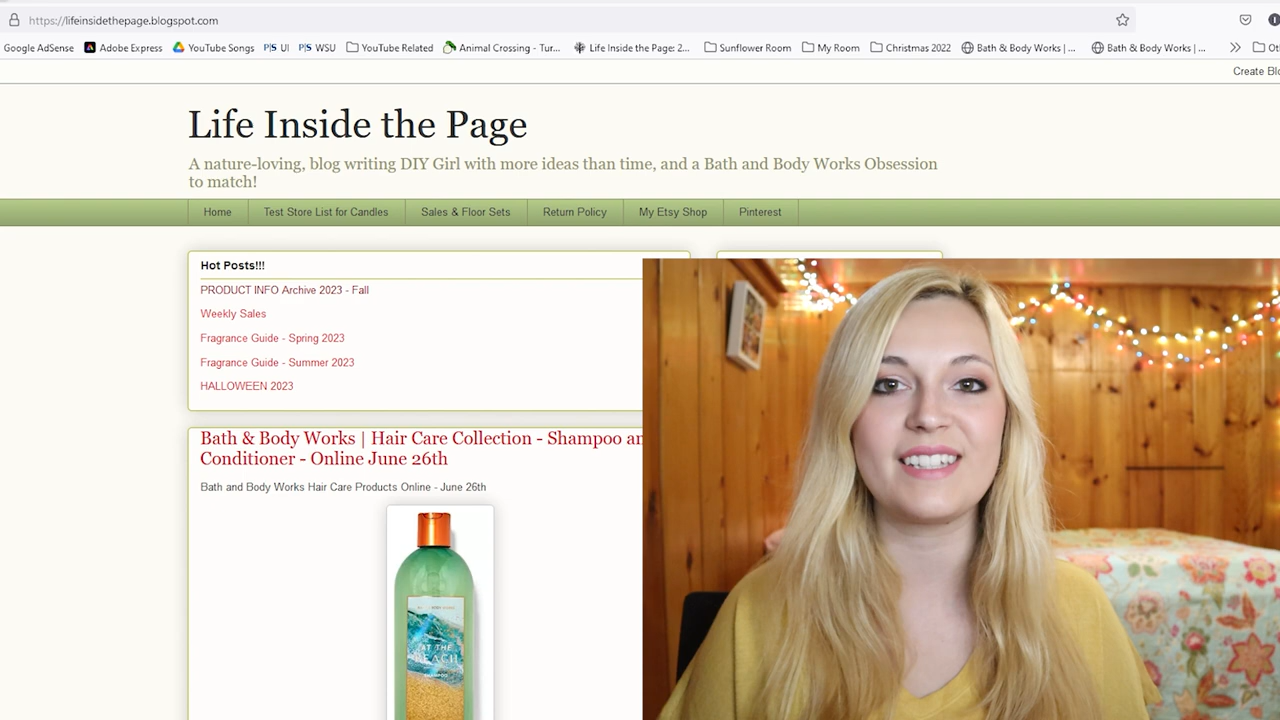 https://lifeinsidethepage.blogspot.com
Google AdSense Adobe Express YouTube Songs P|S UI P|S WSU YouTube Related Animal Crossing - Tur... Life Inside the Page: 2... Sunflower Room My Room Christmas 2022 Bath & Body Works | ... Bath & Body Works | ...
Life Inside the Page
A nature-loving, blog writing DIY Girl with more ideas than time, and a Bath and Body Works Obsession
to match!
Home Test Store List for Candles Sales & Floor Sets Return Policy My Etsy Shop Pinterest
Hot Posts!!!
PRODUCT INFO Archive 2023 - Fall
Weekly Sales
Fragrance Guide - Spring 2023
Fragrance Guide - Summer 2023
HALLOWEEN 2023
Bath & Body Works | Hair Care Collection - Shampoo
Conditioner - Online June 26th
Bath and Body Works Hair Care Products Online - June 26th
AT THE
BEACH
SHAMPOO